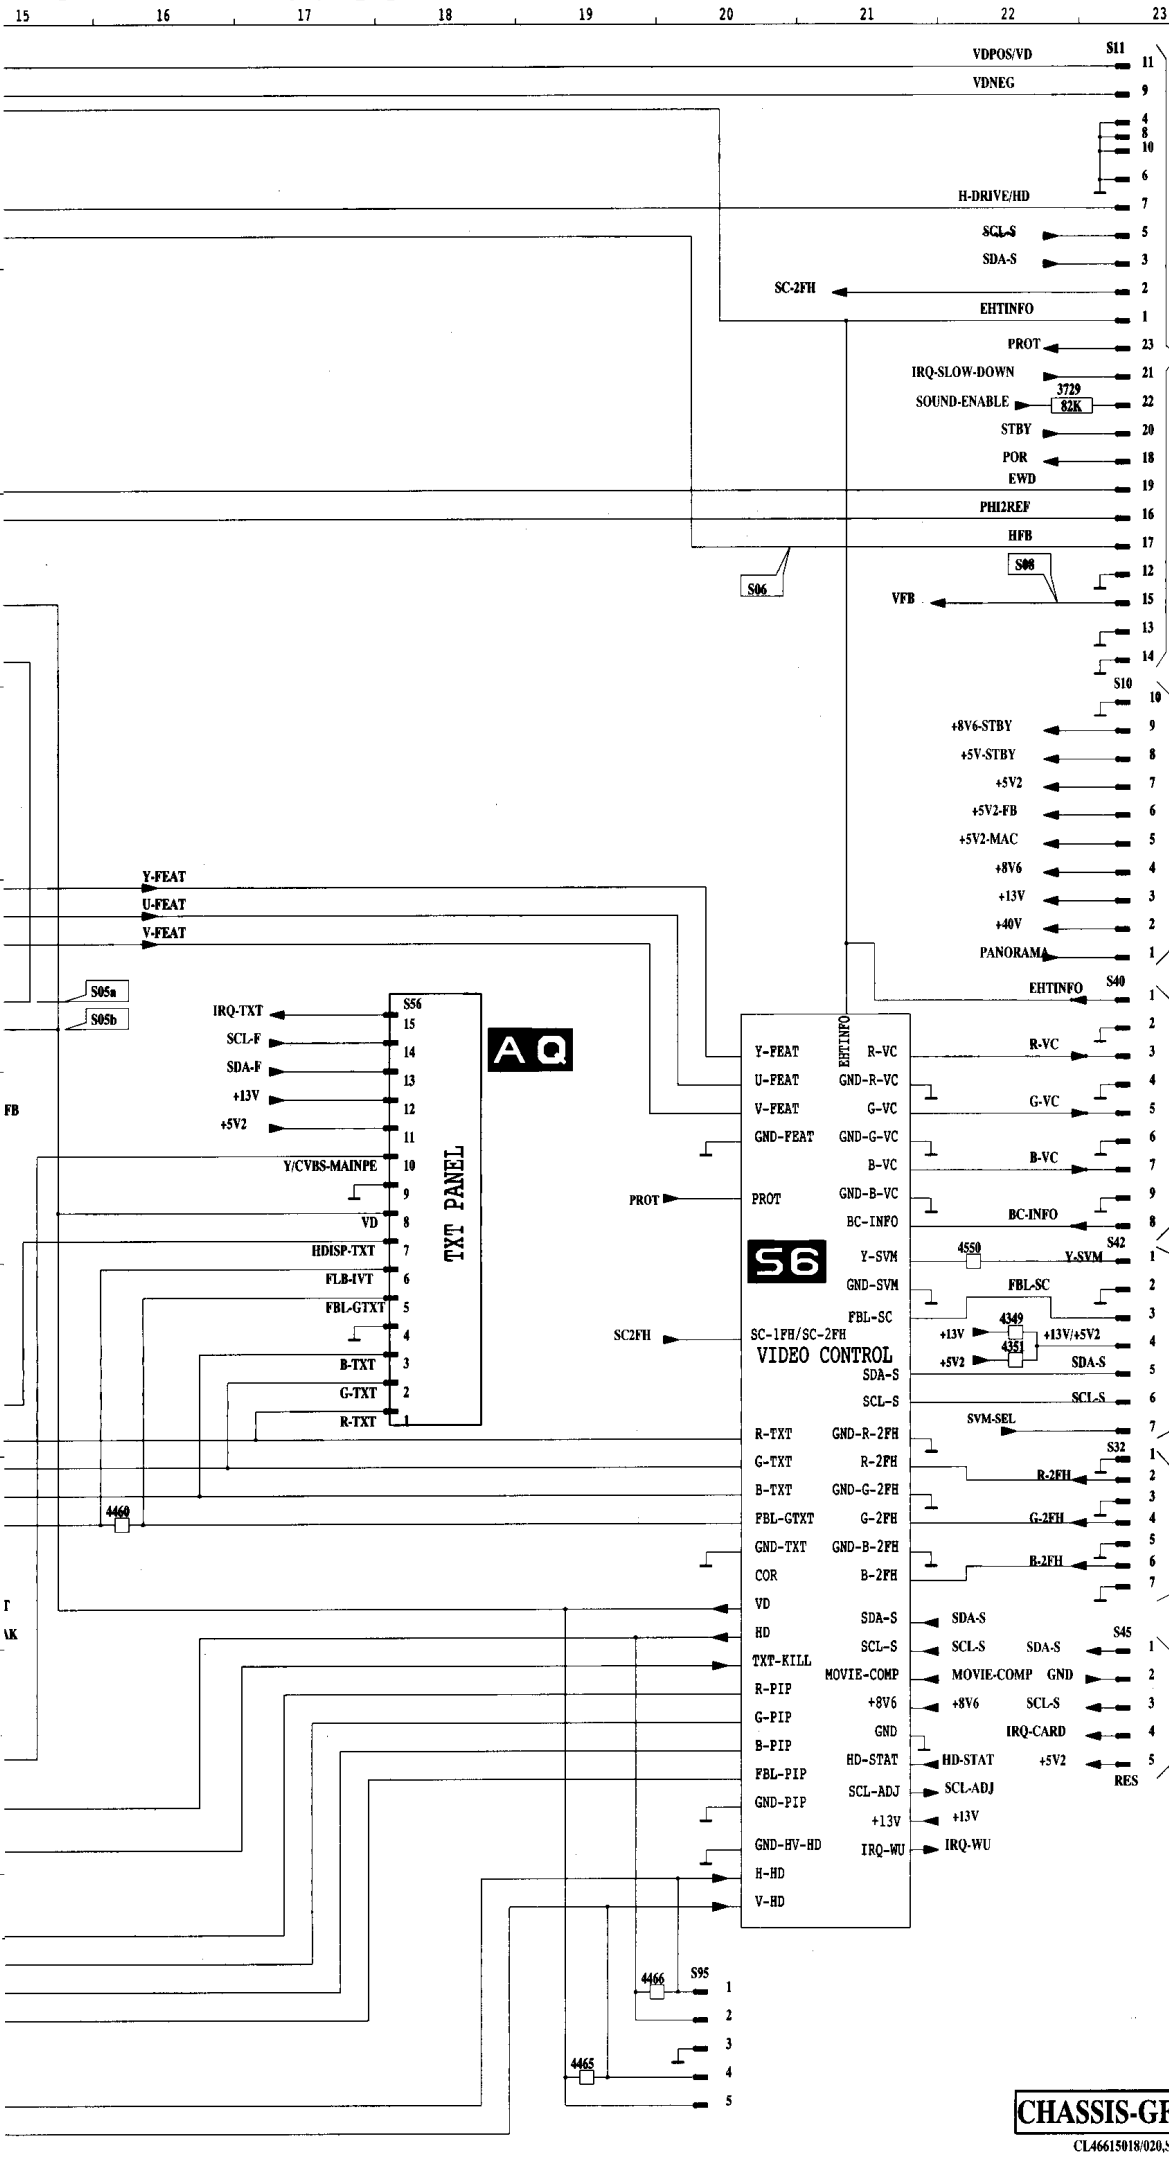 15 16 17 18 19 20 21 22 23
S11
VDPOS/VD 11
VDNEG 9
4
8
10
6
H-DRIVE/HD 7
SCL-S 5
SDA-S 3
SC-2FH 2
EHTINFO 1
PROT 23
IRQ-SLOW-DOWN 21
3729
SOUND-ENABLE 82K 22
STBY 20
POR 18
EWD 19
PHI2REF 16
HFB 17
S06
S08
12
VFB 15
13
14
S10
10
+8V6-STBY 9
+5V-STBY 8
+5V2 7
+5V2-FB 6
+5V2-MAC 5
+8V6 4
+13V 3
+40V 2
PANORAMA 1
Y-FEAT
U-FEAT
V-FEAT
S05a
S05b
FB
S56
IRQ-TXT 15
SCL-F 14
SDA-F 13
+13V 12
+5V2 11
Y/CVBS-MAINPE 10
9
VD 8
HDISP-TXT 7
FLB-IVT 6
FBL-GTXT 5
4
B-TXT 3
G-TXT 2
R-TXT 1
TXT PANEL
AQ
4460
T
AK
PROT
SC2FH
EHTINFO
Y-FEAT
U-FEAT
V-FEAT
GND-FEAT
PROT
S6
SC-1FH/SC-2FH
VIDEO CONTROL
R-TXT
G-TXT
B-TXT
FBL-GTXT
GND-TXT
COR
VD
HD
TXT-KILL
R-PIP
G-PIP
B-PIP
FBL-PIP
GND-PIP
GND-HV-HD
H-HD
V-HD
R-VC
GND-R-VC
G-VC
GND-G-VC
B-VC
GND-B-VC
BC-INFO
Y-SVM
GND-SVM
FBL-SC
SDA-S
SCL-S
GND-R-2FH
R-2FH
GND-G-2FH
G-2FH
GND-B-2FH
B-2FH
SDA-S
SCL-S
MOVIE-COMP
+8V6
GND
HD-STAT
SCL-ADJ
+13V
IRQ-WU
S40
EHTINFO 1
2
R-VC 3
4
G-VC 5
6
B-VC 7
9
BC-INFO 8
S42
4550
Y-SVM 1
2
FBL-SC 3
4349
+13V +13V/+5V2 4
4351
+5V2
SDA-S 5
SCL-S 6
SVM-SEL 7
S32
1
R-2FH 2
3
G-2FH 4
5
B-2FH 6
7
SDA-S
SCL-S
MOVIE-COMP
+8V6
HD-STAT
SCL-ADJ
+13V
IRQ-WU
S45
SDA-S 1
GND 2
SCL-S 3
IRQ-CARD 4
+5V2 5
RES
S95
4466
1
2
3
4465
4
5
CHASSIS-GF
CL46615018/020,S